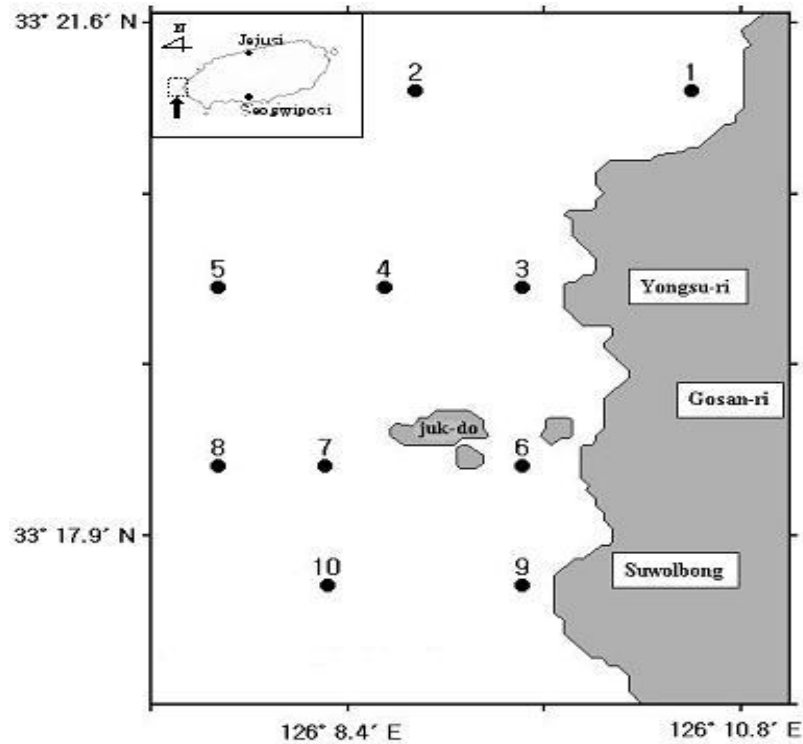 33° 21.6´ N
N
Jejusi
Seogwiposi
2
1
5
4
3
Yongsu-ri
Gosan-ri
juk-do
8
7
6
33° 17.9´ N
10
9
Suwolbong
126° 8.4´ E
126° 10.8´ E